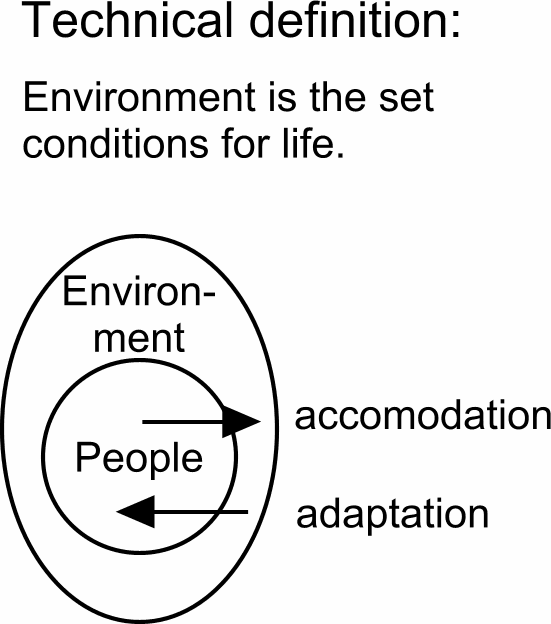 Technical definition:
Environment is the set
conditions for life.
Environ-
ment
accomodation
People
adaptation